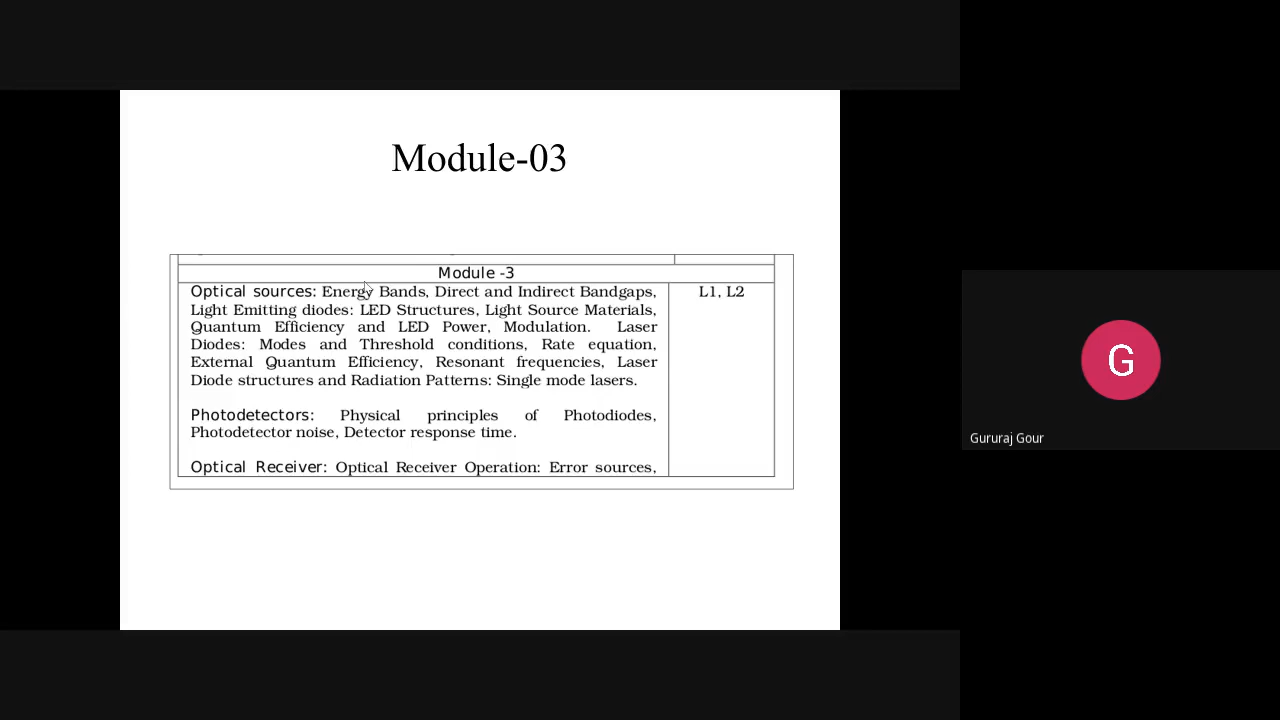 Module-03
Module -3
Optical sources: Energy Bands, Direct and Indirect Bandgaps,
L1, L2
Light Emitting diodes: LED Structures, Light Source Materials,
Quantum Efficiency and LED Power, Modulation. Laser
Diodes: Modes and Threshold conditions, Rate equation,
External Quantum Efficiency, Resonant frequencies, Laser
Diode structures and Radiation Patterns: Single mode lasers.
Photodetectors: Physical principles of Photodiodes,
Photodetector noise, Detector response time.
Optical Receiver: Optical Receiver Operation: Error sources,
G
Gururaj Gour